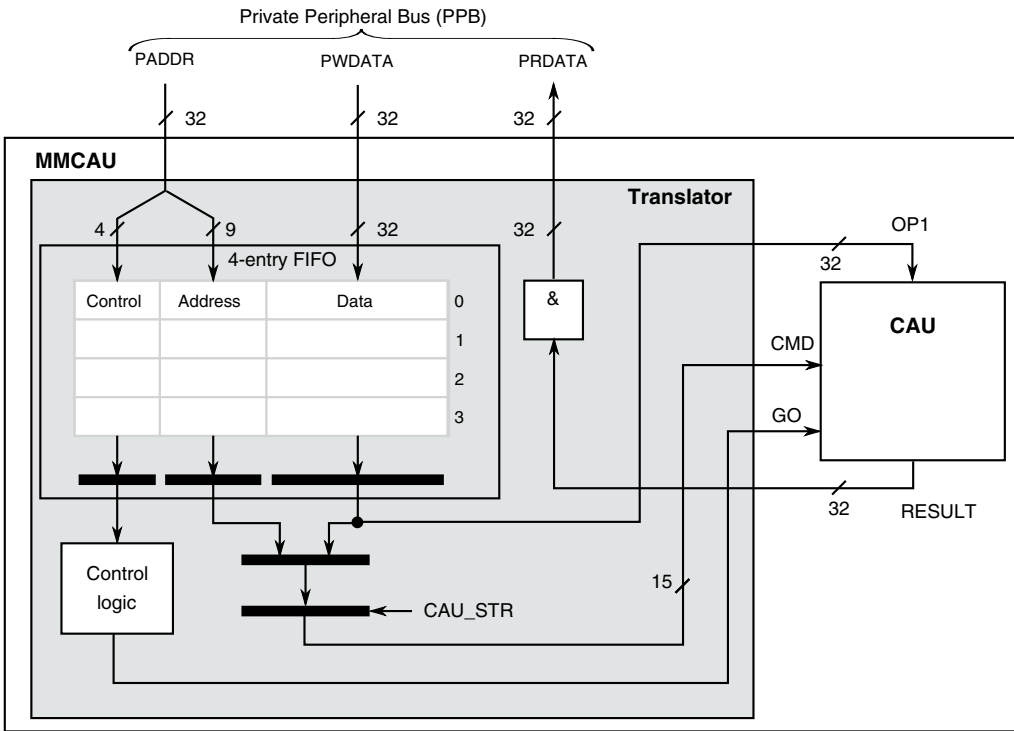 Private Peripheral Bus (PPB)
PADDR
PWDATA
PRDATA
32
32
32
MMCAU
Translator
4
9
32
32
OP1
32
4-entry FIFO
Control
Address
Data
0
1
2
3
&
CAU
CMD
GO
32
RESULT
Control
logic
15
CAU_STR